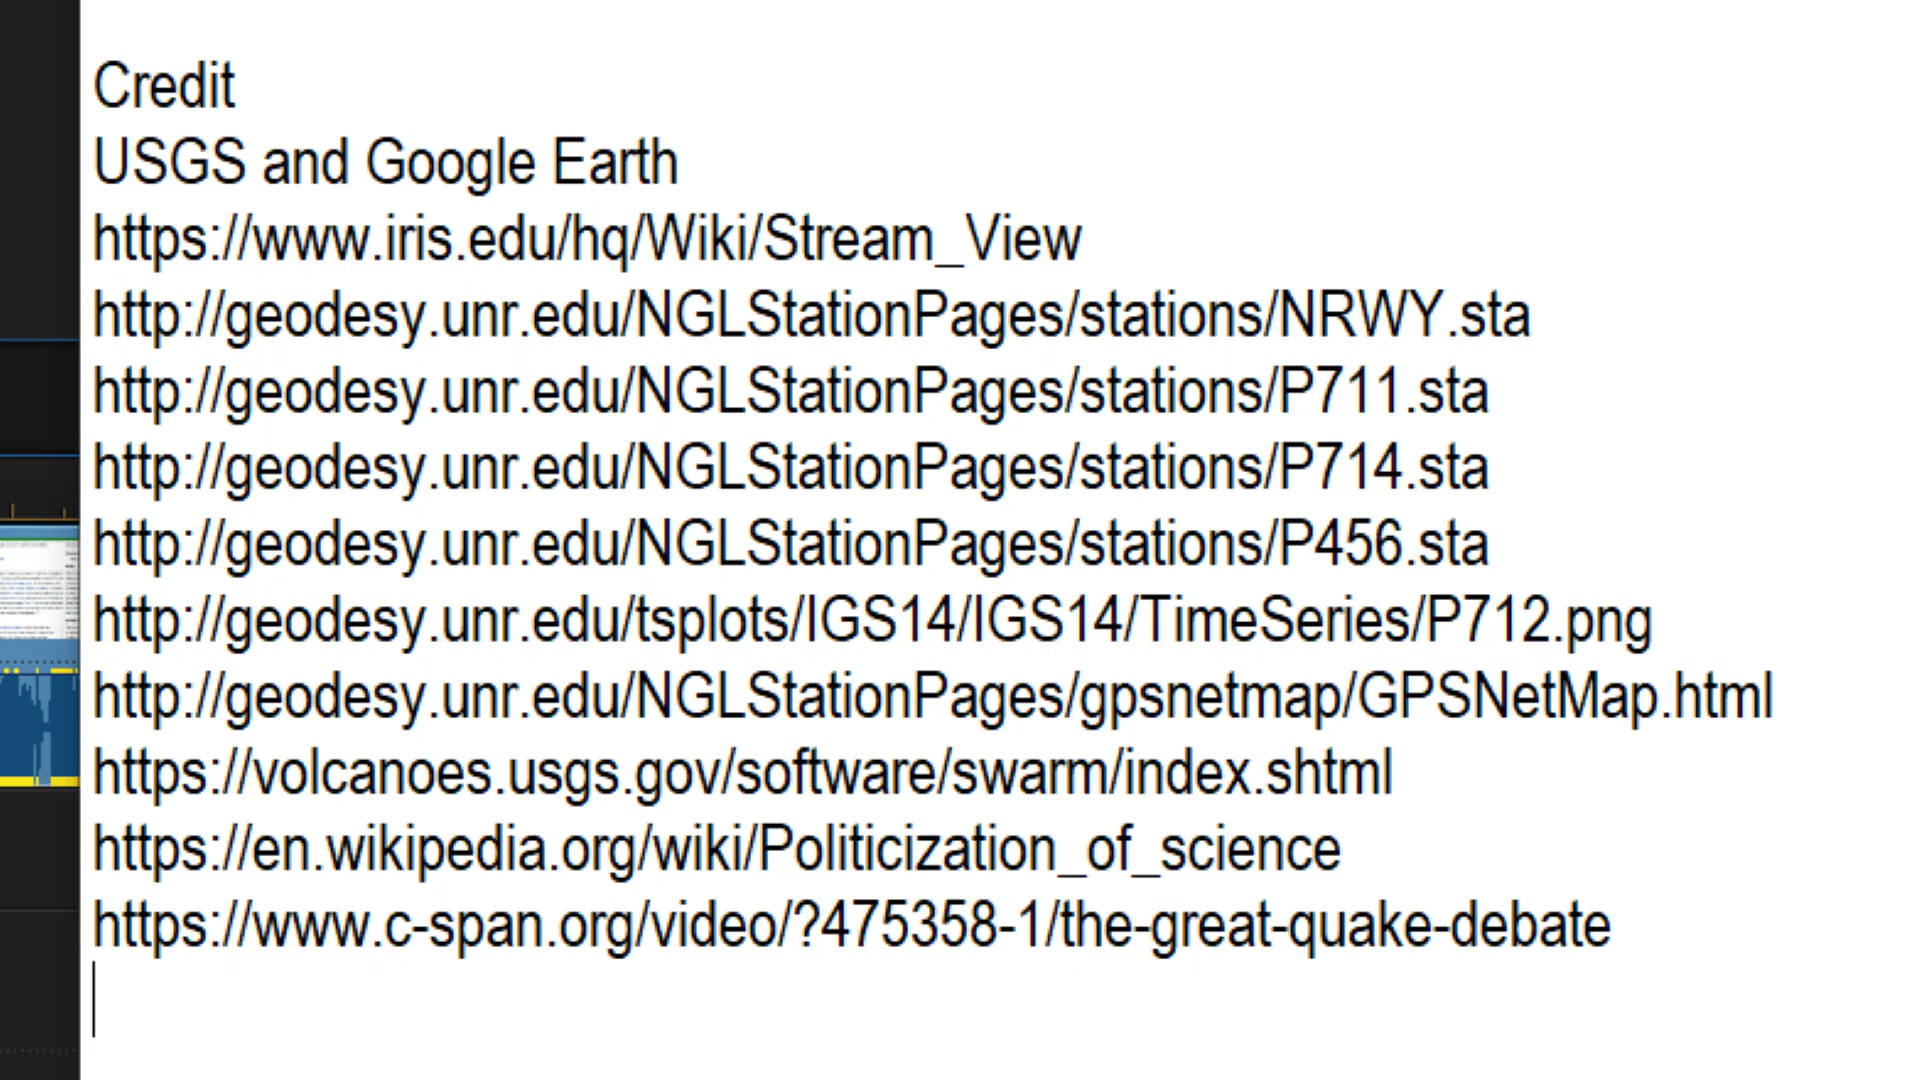 Credit
USGS and Google Earth
https://www.iris.edu/hq/Wiki/Stream_View
http://geodesy.unr.edu/NGLStationPages/stations/NRWY.sta
http://geodesy.unr.edu/NGLStationPages/stations/P711.sta
http://geodesy.unr.edu/NGLStationPages/stations/P714.sta
http://geodesy.unr.edu/NGLStationPages/stations/P456.sta
http://geodesy.unr.edu/tsplots/IGS14/IGS14/TimeSeries/P712.png
http://geodesy.unr.edu/NGLStationPages/gpsnetmap/GPSNetMap.html
https://volcanoes.usgs.gov/software/swarm/index.shtml
https://en.wikipedia.org/wiki/Politicization_of_science
https://www.c-span.org/video/?475358-1/the-great-quake-debate